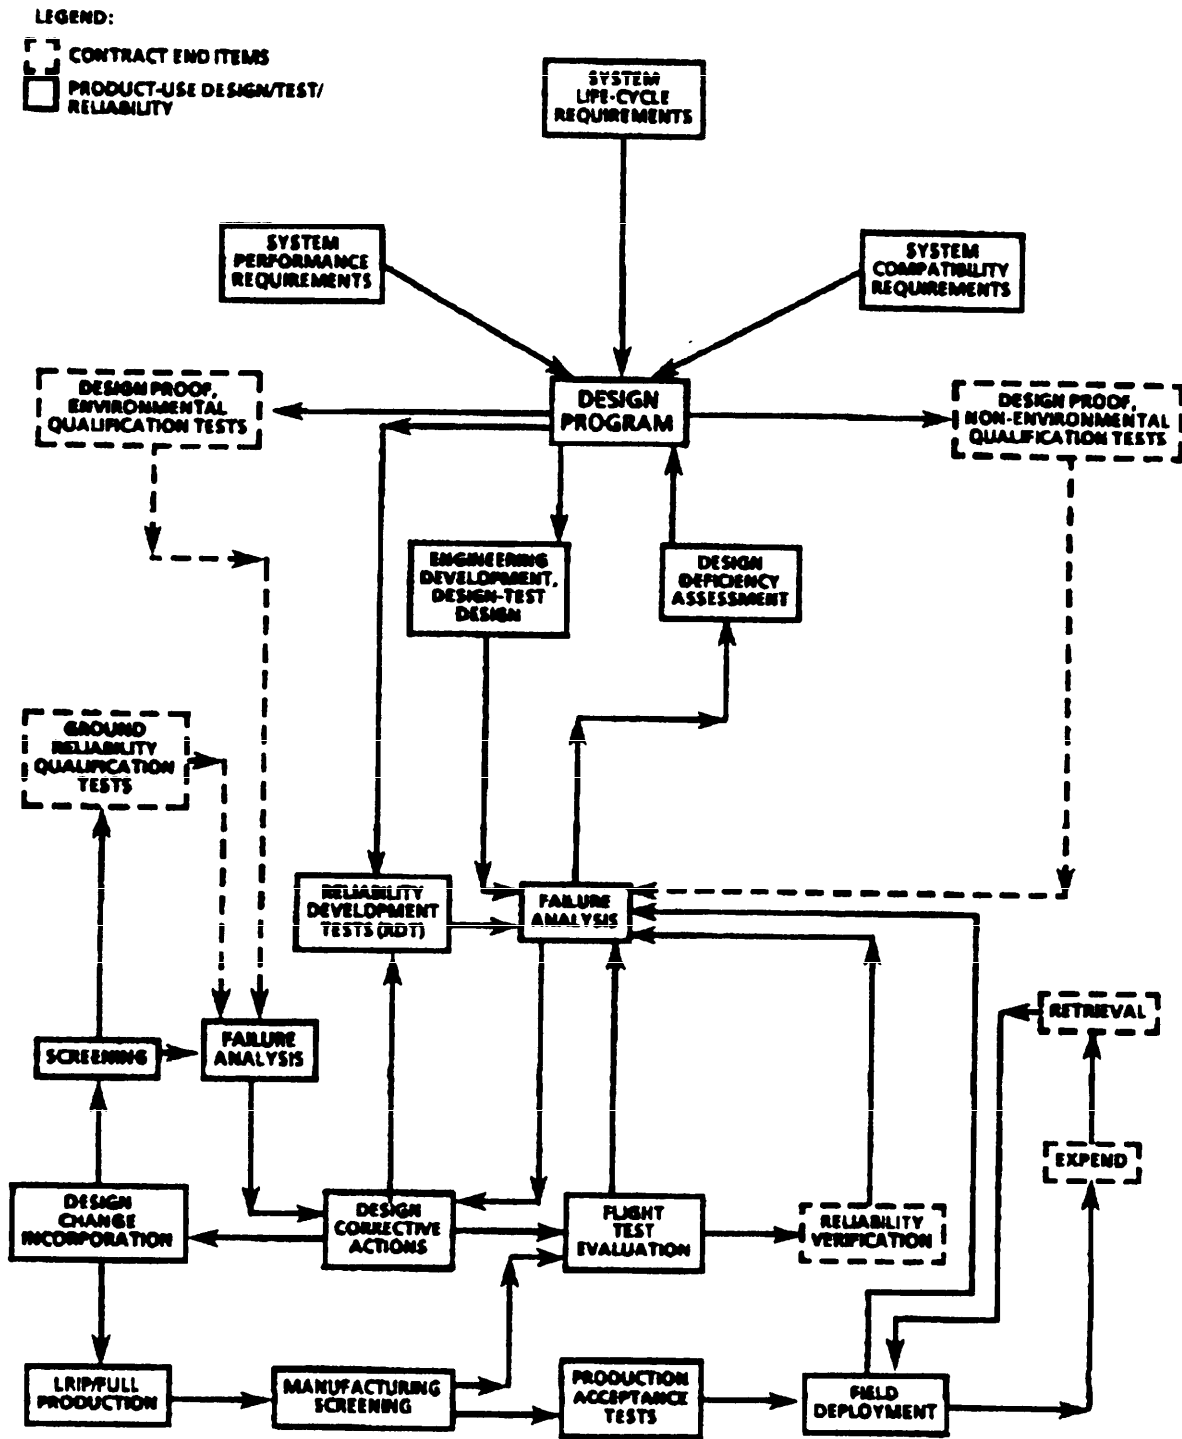 LEGEND:
CONTRACT END ITEMS
PRODUCT-USE DESIGN/TEST/
RELIABILITY
SYSTEM
LIFE-CYCLE
REQUIREMENTS
SYSTEM
PERFORMANCE
REQUIREMENTS
SYSTEM
COMPATIBILITY
REQUIREMENTS
DESIGN PROOF,
ENVIRONMENTAL
QUALIFICATION TESTS
DESIGN
PROGRAM
DESIGN PROOF,
NON-ENVIRONMENTAL
QUALIFICATION TESTS
ENGINEERING
DEVELOPMENT,
DESIGN-TEST
DESIGN
DESIGN
DEFICIENCY
ASSESSMENT
GROUND
RELIABILITY
QUALIFICATION
TESTS
RELIABILITY
DEVELOPMENT
TESTS (RDT)
FAILURE
ANALYSIS
RETRIEVAL
SCREENING
FAILURE
ANALYSIS
EXPEND
DESIGN
CHANGE
INCORPORATION
DESIGN
CORRECTIVE
ACTIONS
FLIGHT
TEST
EVALUATION
RELIABILITY
VERIFICATION
LRIP/FULL
PRODUCTION
MANUFACTURING
SCREENING
PRODUCTION
ACCEPTANCE
TESTS
FIELD
DEPLOYMENT